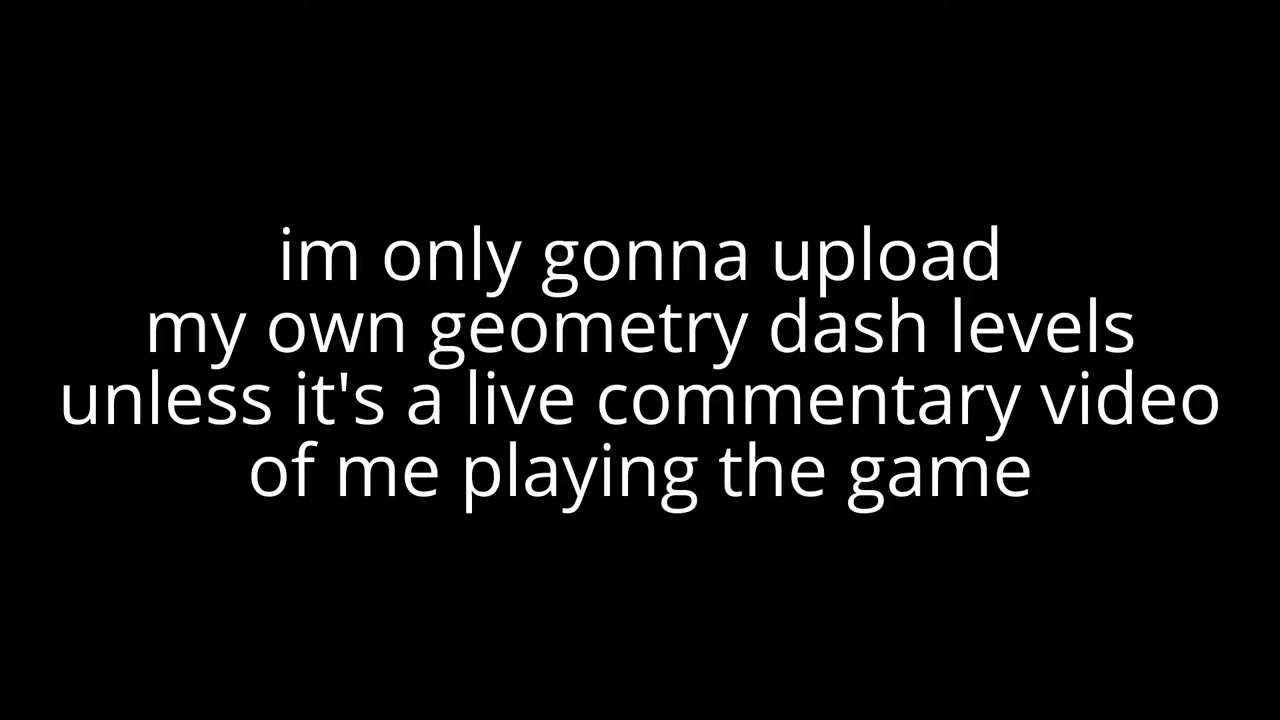 im only gonna upload
my own geometry dash levels
unless it's a live commentary video
of me playing the game